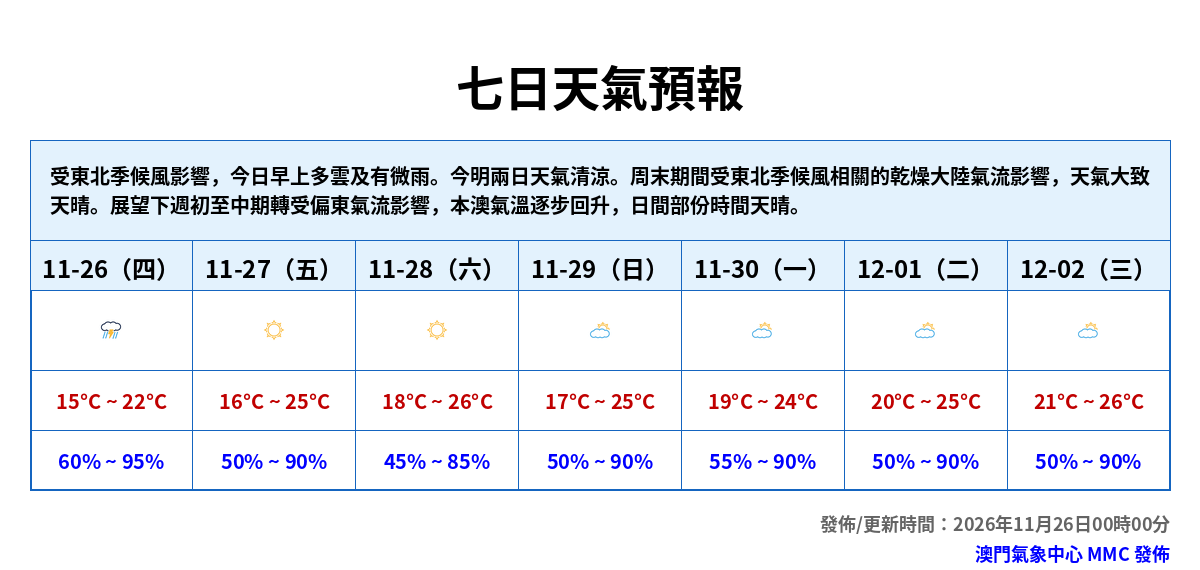 七日天氣預報
受東北季候風影響，今日早上多雲及有微雨。今明兩日天氣清涼。周末期間受東北季候風相關的乾燥大陸氣流影響，天氣大致
天晴。展望下週初至中期轉受偏東氣流影響，本澳氣溫逐步回升，日間部份時間天晴。
11-26（四） 11-27（五） 11-28（六） 11-29（日） 11-30（一） 12-01（二） 12-02（三）
15°C ~ 22°C 16°C ~ 25°C 18°C ~ 26°C 17°C ~ 25°C 19°C ~ 24°C 20°C ~ 25°C 21°C ~ 26°C
60% ~ 95% 50% ~ 90% 45% ~ 85% 50% ~ 90% 55% ~ 90% 50% ~ 90% 50% ~ 90%
發佈/更新時間：2026年11月26日00時00分
澳門氣象中心 MMC 發佈